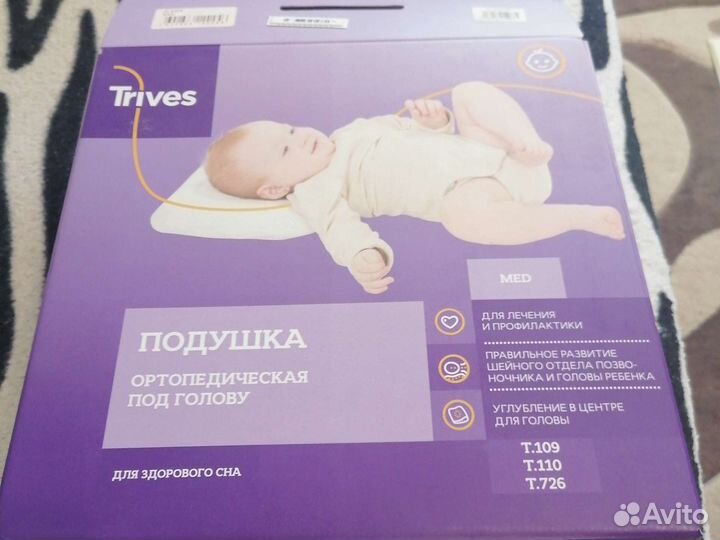 Trives
MED
ПОДУШКА
ОРТОПЕДИЧЕСКАЯ
ПОД ГОЛОВУ
ДЛЯ ЗДОРОВОГО СНА
ДЛЯ ЛЕЧЕНИЯ
И ПРОФИЛАКТИКИ
ПРАВИЛЬНОЕ РАЗВИТИЕ
ШЕЙНОГО ОТДЕЛА ПОЗВО-
НОЧНИКА И ГОЛОВЫ РЕБЕНКА
УГЛУБЛЕНИЕ В ЦЕНТРЕ
ДЛЯ ГОЛОВЫ
Т.109
Т.110
Т.726
Avito